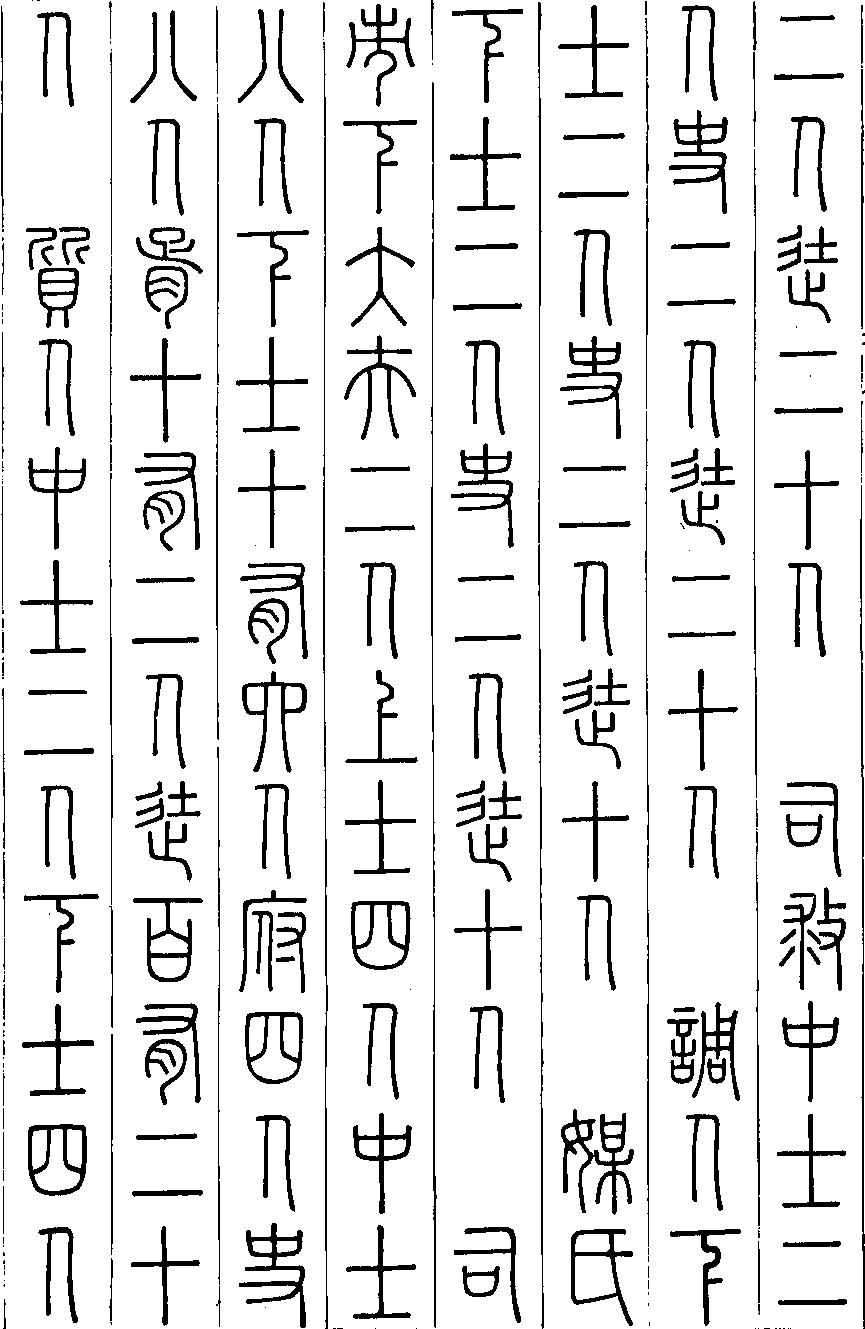 二人徒二十人　司救中士二
人史二人徒二十人　調人下
士二人史二人徒十人　媒氏
下士二人史二人徒十人　司
市下大夫二人上士四人中士
八人下士十有六人府四人史
八人胥十有二人徒百有二十
人　質人中士二人下士四人